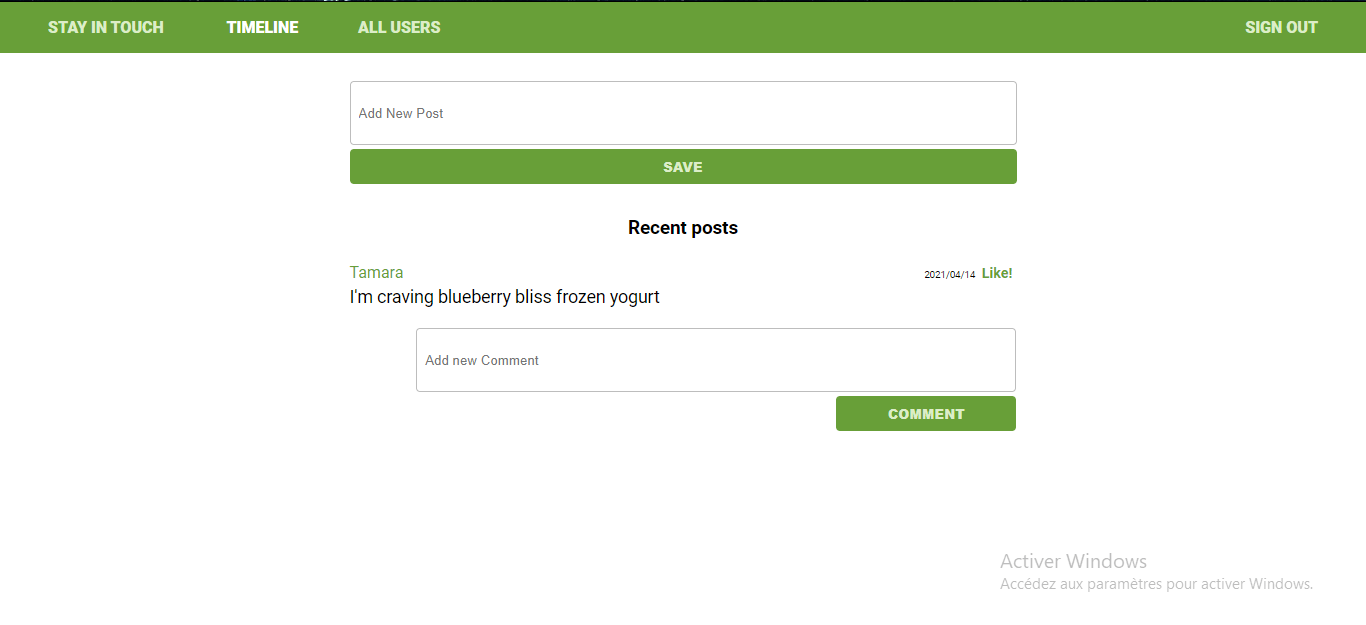 STAY IN TOUCH TIMELINE ALL USERS SIGN OUT
Add New Post
SAVE
Recent posts
Tamara 2021/04/14 Like!
I'm craving blueberry bliss frozen yogurt
Add new Comment
COMMENT
Activer Windows
Accédez aux paramètres pour activer Windows.